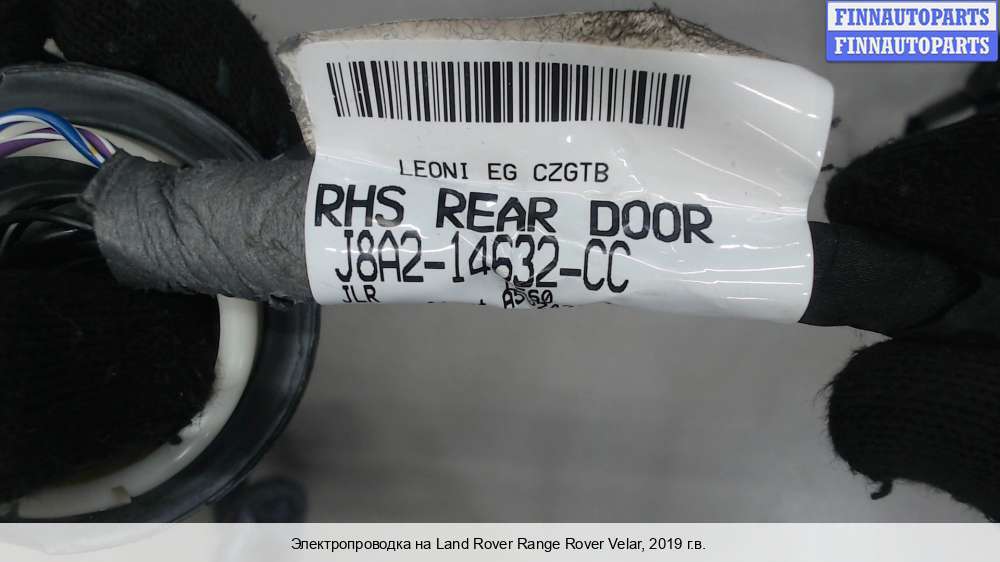 FINNAUTOPARTS
FINNAUTOPARTS
LEONI EG CZGTB
RHS REAR DOOR
J8A2-14632-CC
JLR
A560
Электропроводка на Land Rover Range Rover Velar, 2019 г.в.